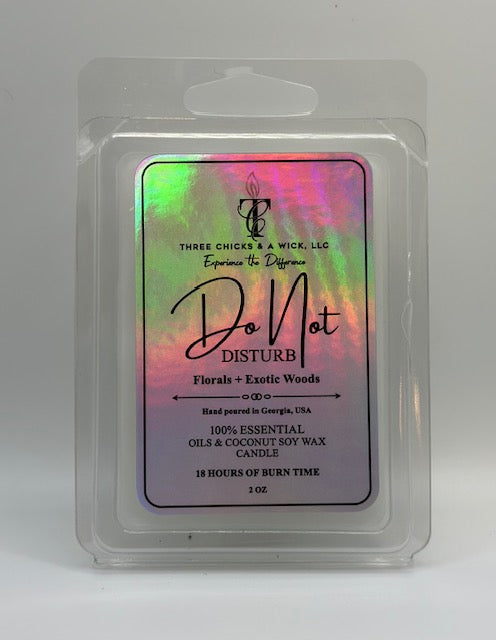 TC
THREE CHICKS & A WICK, LLC
Experience the Difference
Do Not
DISTURB
Florals + Exotic Woods
Hand poured in Georgia, USA
100% ESSENTIAL
OILS & COCONUT SOY WAX
CANDLE
18 HOURS OF BURN TIME
2 OZ